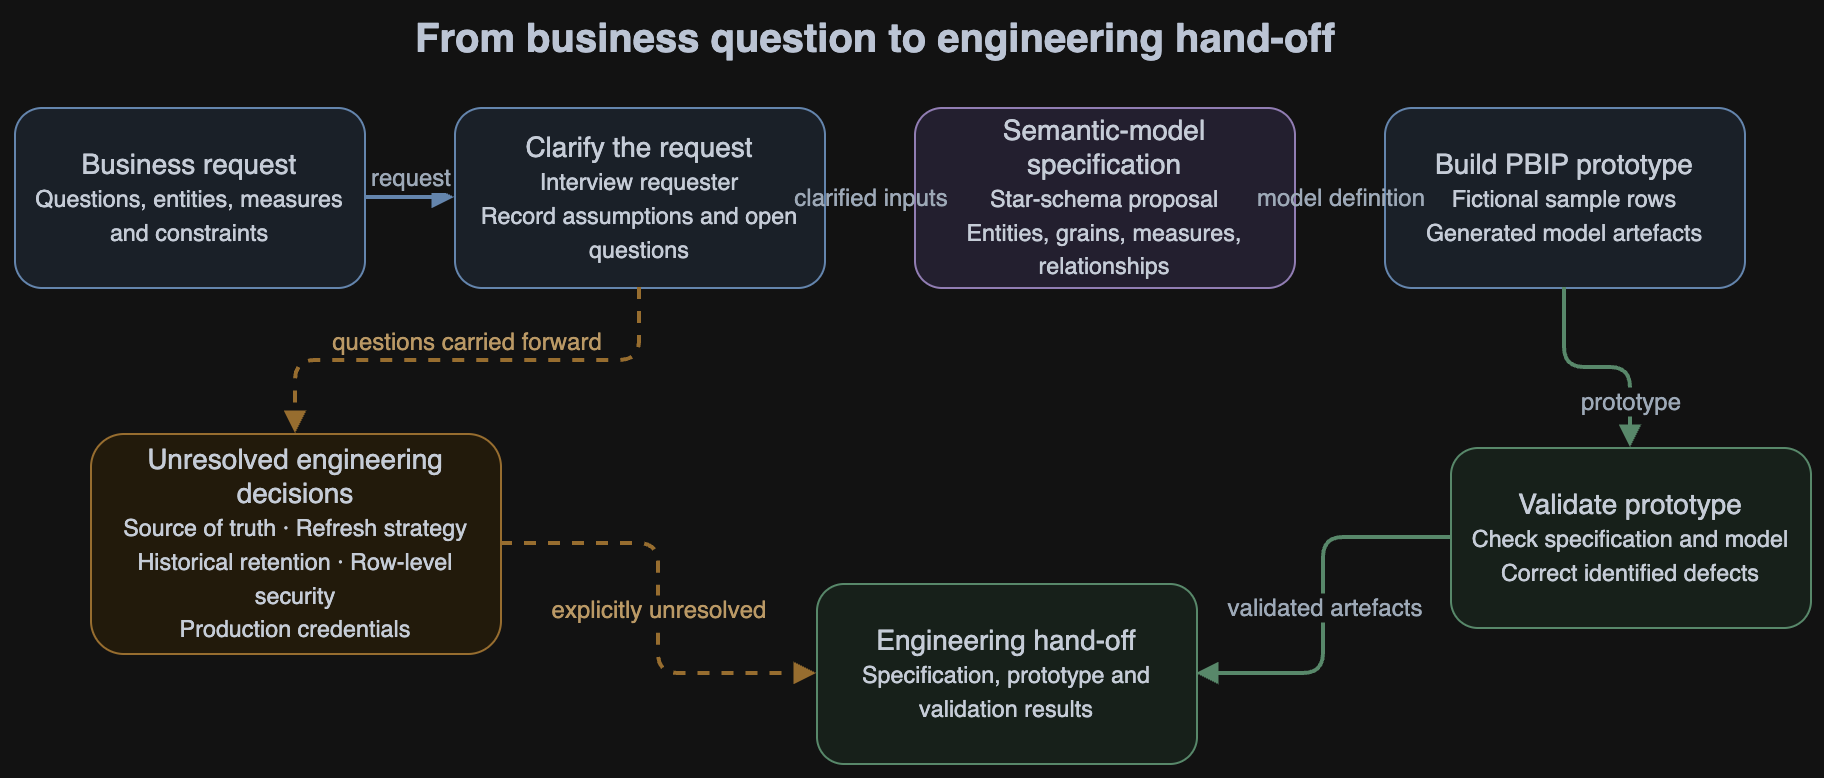 From business question to engineering hand-off
Business request
Questions, entities, measures
and constraints
request
Clarify the request
Interview requester
Record assumptions and open
questions
clarified inputs
Semantic-model
specification
Star-schema proposal
Entities, grains, measures,
relationships
model definition
Build PBIP prototype
Fictional sample rows
Generated model artefacts
questions carried forward
prototype
Unresolved engineering
decisions
Source of truth · Refresh strategy
Historical retention · Row-level
security
Production credentials
explicitly unresolved
Engineering hand-off
Specification, prototype and
validation results
validated artefacts
Validate prototype
Check specification and model
Correct identified defects